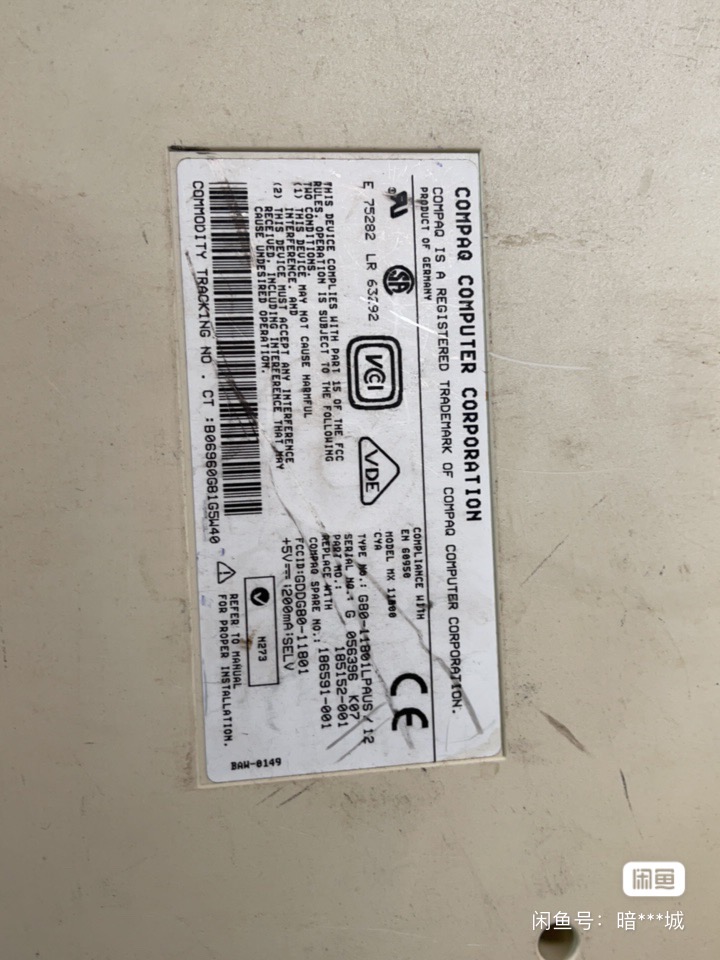 COMPAQ COMPUTER CORPORATION
COMPAQ IS A REGISTERED TRADEMARK OF COMPAQ COMPUTER CORPORATION.
PRODUCT OF GERMANY
E 75282 LR 63792
VCCI
VDE
COMPLIANCE WITH
EN 60950
CYA
MODEL MX 11800
CE
THIS DEVICE COMPLIES WITH PART 15 OF THE FCC
RULES. OPERATION IS SUBJECT TO THE FOLLOWING
TWO CONDITIONS.
(1) THIS DEVICE MAY NOT CAUSE HARMFUL
INTERFERENCE, AND
(2) THIS DEVICE MUST ACCEPT ANY INTERFERENCE
RECEIVED, INCLUDING INTERFERENCE THAT MAY
CAUSE UNDESIRED OPERATION.
TYPE NO.: G80-11801LPAUS / 12
SERIAL NO.: G 056396 K07
PART NO.: 185152-001
REPLACE WITH
COMPAQ SPARE NO.: 186591-001
FCCID:GDDG80-11801
+5V 200mA SELV
N273
REFER TO MANUAL
FOR PROPER INSTALLATION.
COMMODITY TRACKING NO. CT :B06960GB1G5W40
BAW-0149
闲鱼
闲鱼号：暗***城